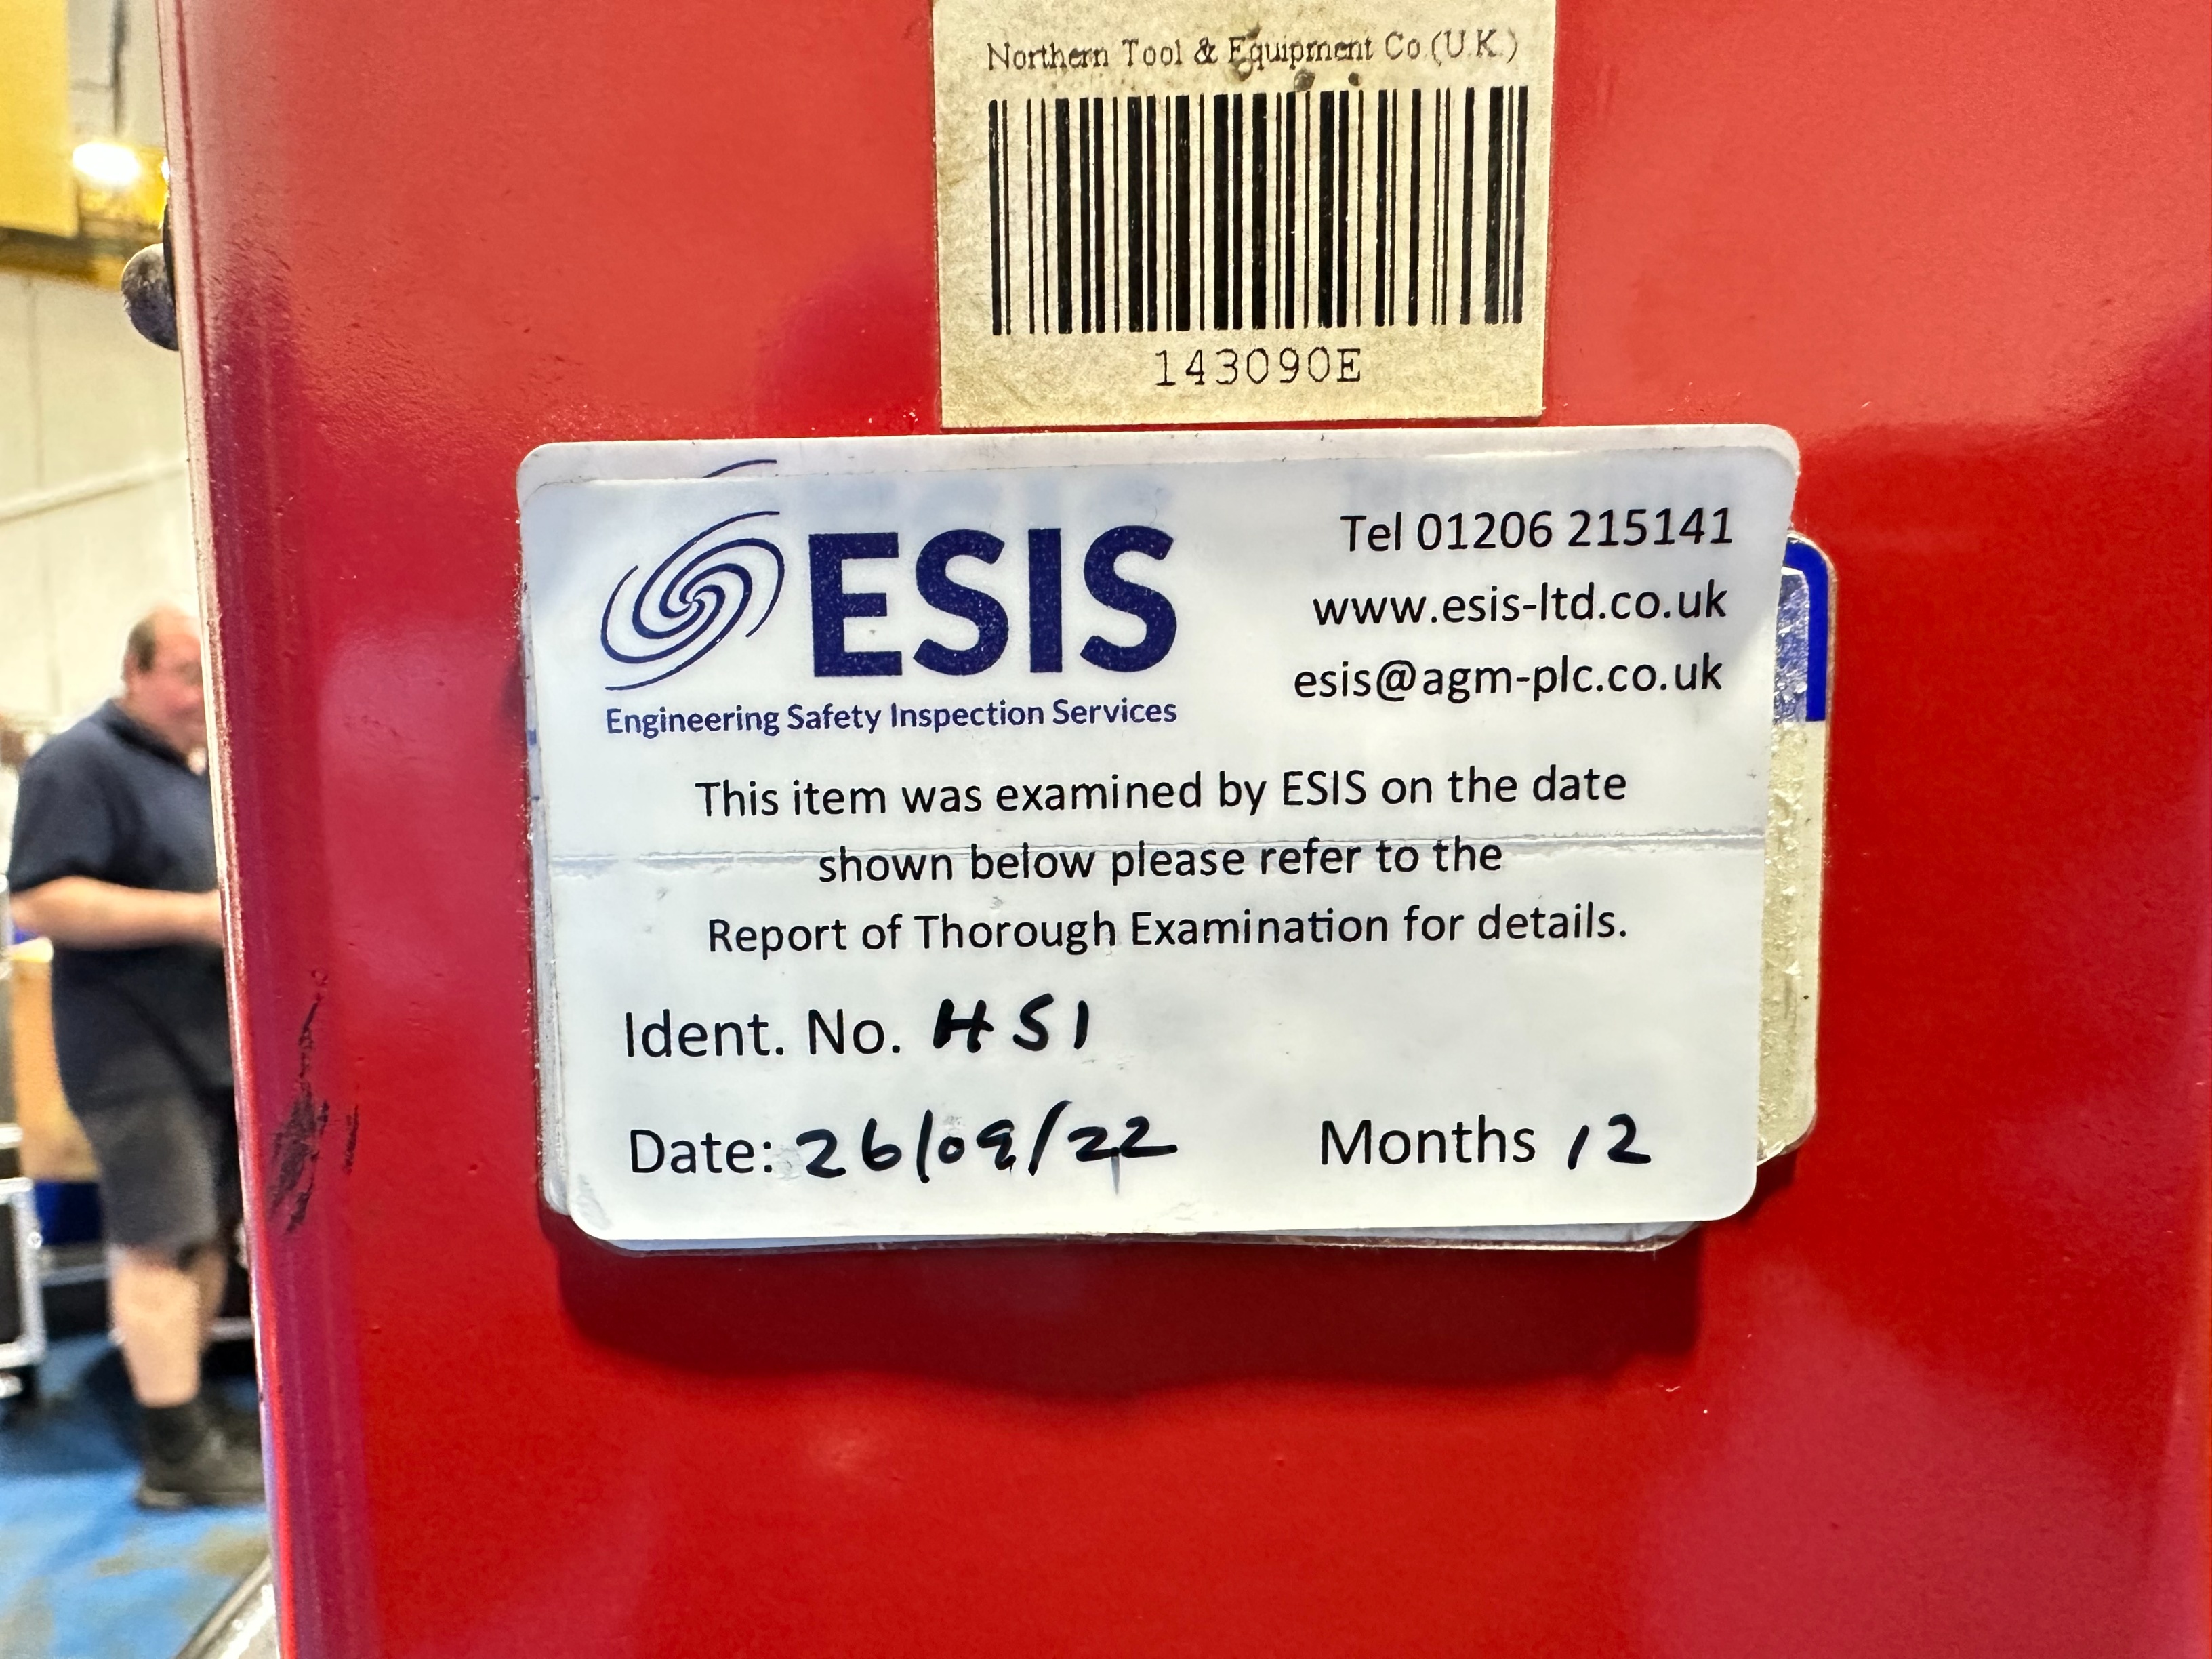 Northern Tool & Equipment Co.(U.K.)
143090E
ESIS
Engineering Safety Inspection Services
Tel 01206 215141
www.esis-ltd.co.uk
esis@agm-plc.co.uk
This item was examined by ESIS on the date
shown below please refer to the
Report of Thorough Examination for details.
Ident. No. HS1
Date: 26/09/22 Months 12